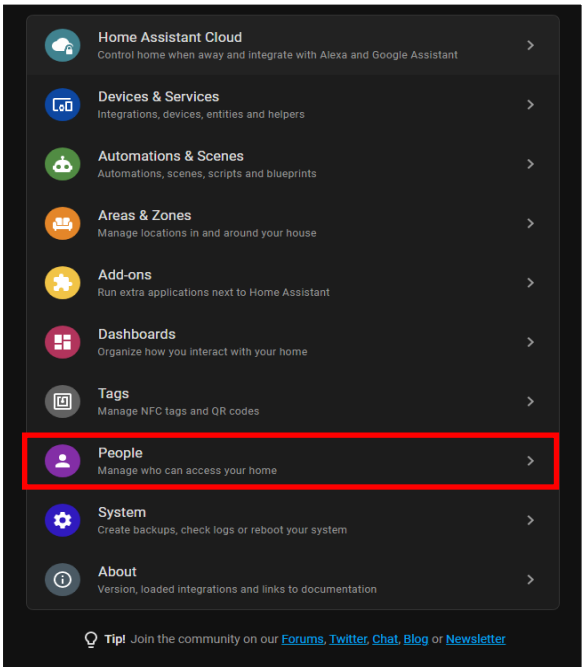 Home Assistant Cloud
Control home when away and integrate with Alexa and Google Assistant
Devices & Services
Integrations, devices, entities and helpers
Automations & Scenes
Automations, scenes, scripts and blueprints
Areas & Zones
Manage locations in and around your house
Add-ons
Run extra applications next to Home Assistant
Dashboards
Organize how you interact with your home
Tags
Manage NFC tags and QR codes
People
Manage who can access your home
System
Create backups, check logs or reboot your system
About
Version, loaded integrations and links to documentation
Tip! Join the community on our Forums, Twitter, Chat, Blog or Newsletter